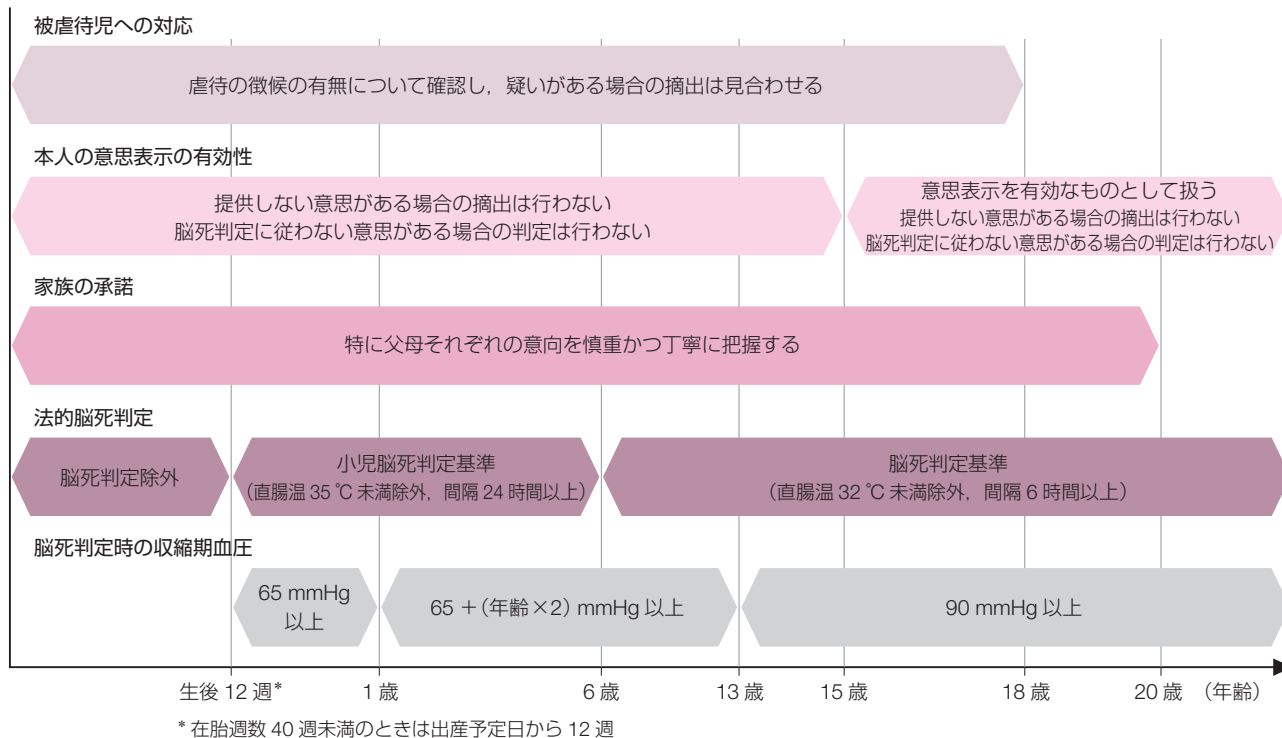 被虐待児への対応
虐待の徴候の有無について確認し，疑いがある場合の摘出は見合わせる
本人の意思表示の有効性
提供しない意思がある場合の摘出は行わない
脳死判定に従わない意思がある場合の判定は行わない
意思表示を有効なものとして扱う
提供しない意思がある場合の摘出は行わない
脳死判定に従わない意思がある場合の判定は行わない
家族の承諾
特に父母それぞれの意向を慎重かつ丁寧に把握する
法的脳死判定
脳死判定除外
小児脳死判定基準
（直腸温 35 ℃ 未満除外，間隔 24 時間以上）
脳死判定基準
（直腸温 32 ℃ 未満除外，間隔 6 時間以上）
脳死判定時の収縮期血圧
65 mmHg
以上
65 ＋（年齢×2）mmHg 以上
90 mmHg 以上
生後 12 週*
1 歳
6 歳
13 歳
15 歳
18 歳
20 歳
（年齢）
* 在胎週数 40 週未満のときは出産予定日から 12 週